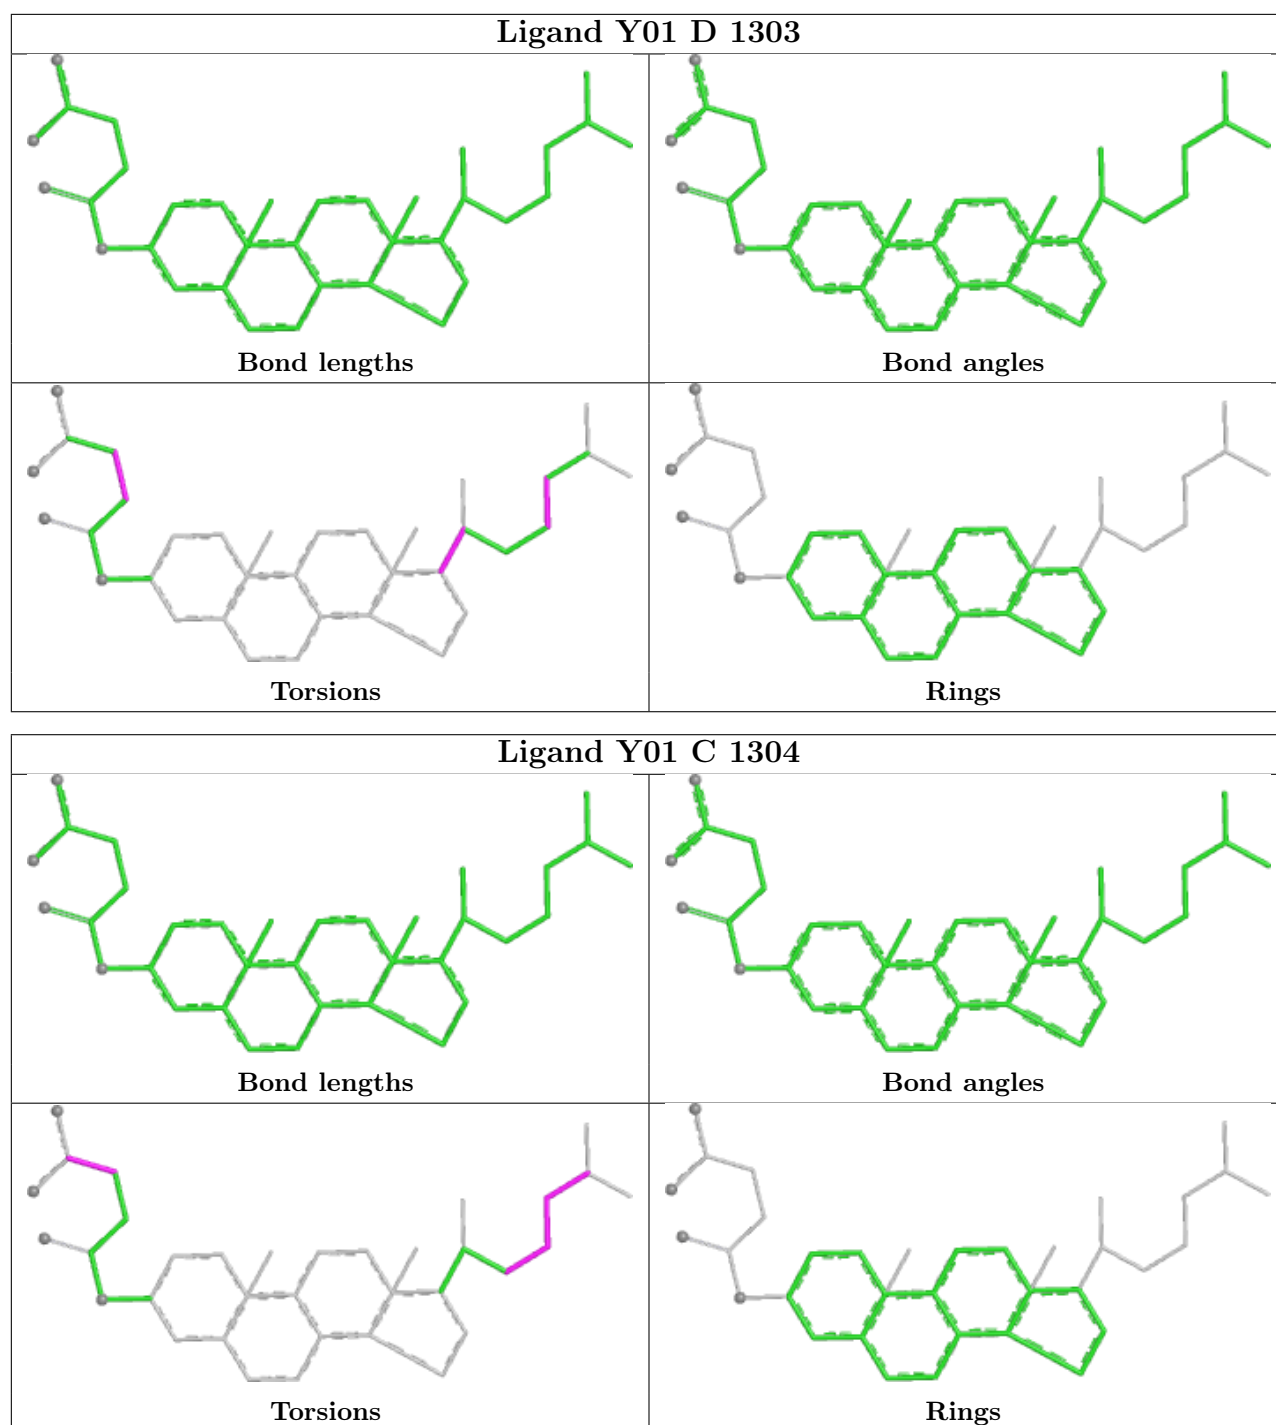 Ligand Y01 D 1303
Bond lengths
Bond angles
Torsions
Rings
Ligand Y01 C 1304
Bond lengths
Bond angles
Torsions
Rings